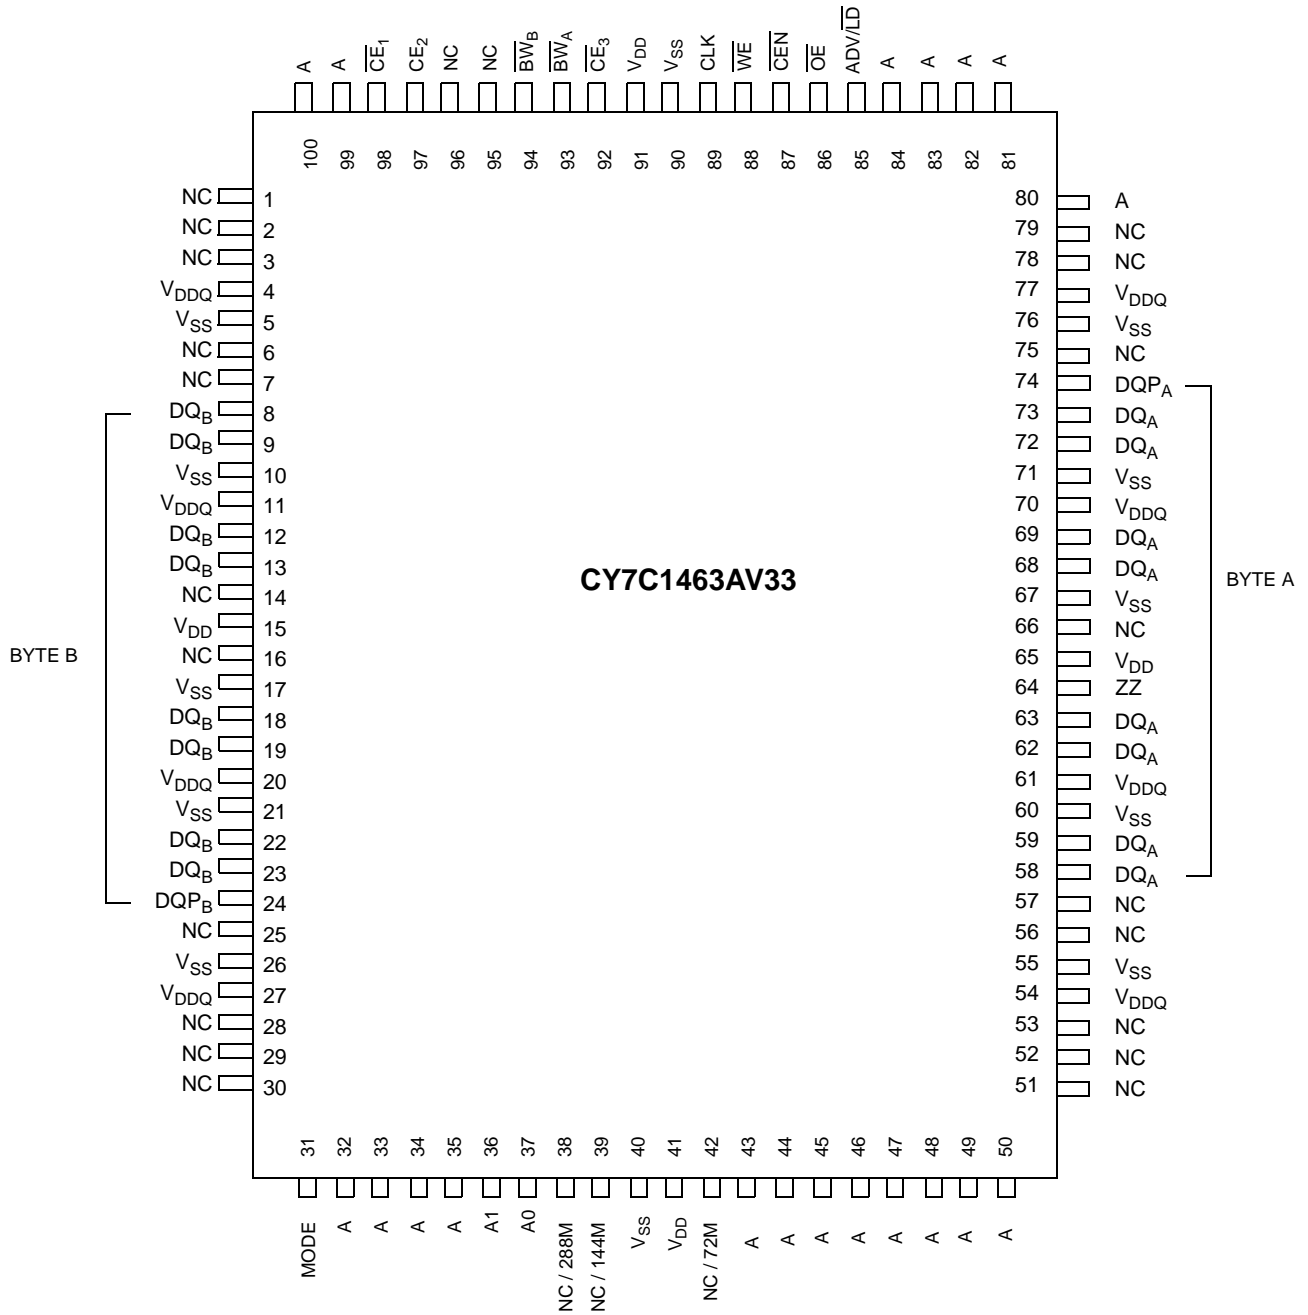 A A CE1 CE2 NC NC BWB BWA CE3 VDD VSS CLK WE CEN OE ADV/LD A A A A
100 99 98 97 96 95 94 93 92 91 90 89 88 87 86 85 84 83 82 81
NC 1
NC 2
NC 3
VDDQ 4
VSS 5
NC 6
NC 7
DQB 8
DQB 9
VSS 10
VDDQ 11
DQB 12
DQB 13
NC 14
VDD 15
NC 16
VSS 17
DQB 18
DQB 19
VDDQ 20
VSS 21
DQB 22
DQB 23
DQPB 24
NC 25
VSS 26
VDDQ 27
NC 28
NC 29
NC 30
BYTE B
CY7C1463AV33
80 A
79 NC
78 NC
77 VDDQ
76 VSS
75 NC
74 DQPA
73 DQA
72 DQA
71 VSS
70 VDDQ
69 DQA
68 DQA
67 VSS
66 NC
65 VDD
64 ZZ
63 DQA
62 DQA
61 VDDQ
60 VSS
59 DQA
58 DQA
57 NC
56 NC
55 VSS
54 VDDQ
53 NC
52 NC
51 NC
BYTE A
31 32 33 34 35 36 37 38 39 40 41 42 43 44 45 46 47 48 49 50
MODE A A A A A1 A0 NC / 288M NC / 144M VSS VDD NC / 72M A A A A A A A A